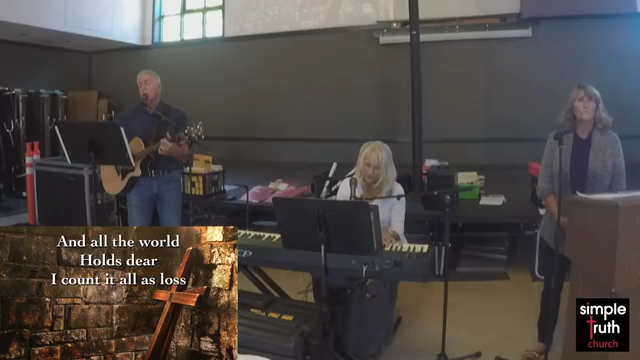 And all the world
Holds dear
I count it all as loss
simple
truth
church